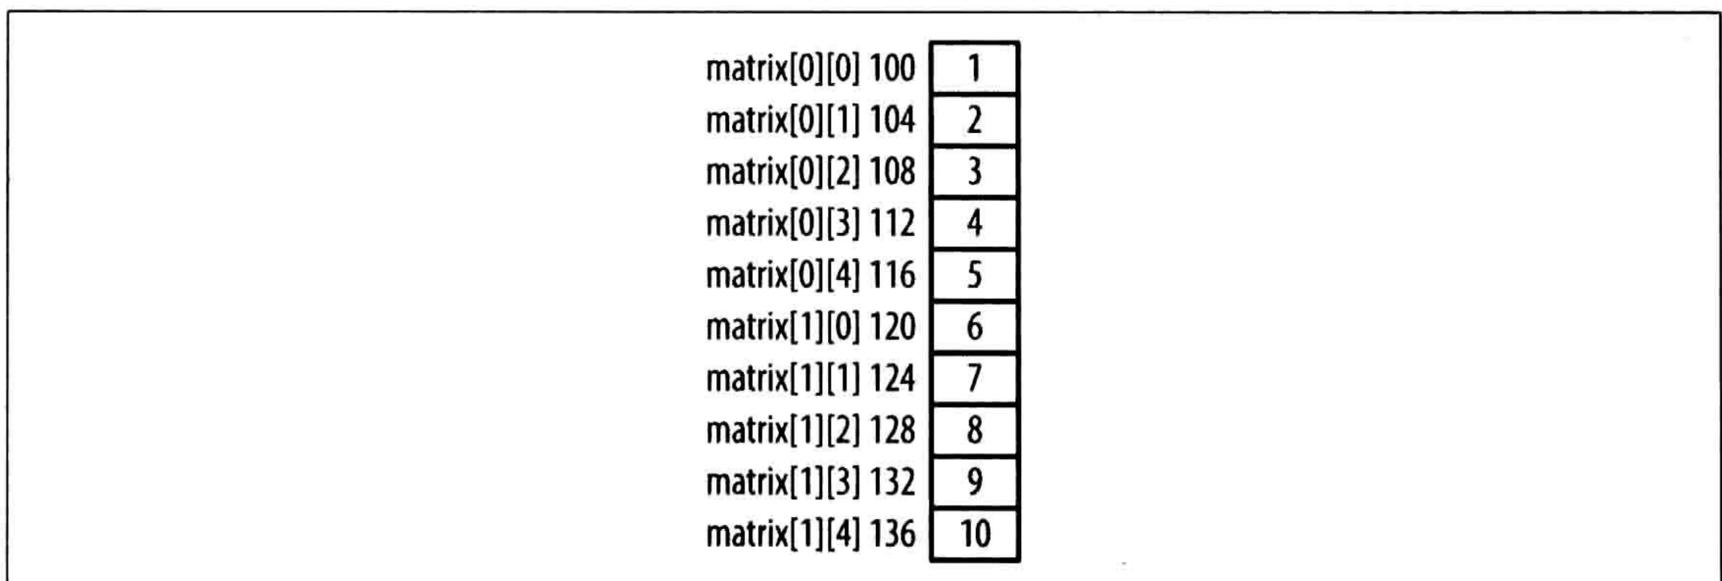 matrix[0][0] 100 1
matrix[0][1] 104 2
matrix[0][2] 108 3
matrix[0][3] 112 4
matrix[0][4] 116 5
matrix[1][0] 120 6
matrix[1][1] 124 7
matrix[1][2] 128 8
matrix[1][3] 132 9
matrix[1][4] 136 10